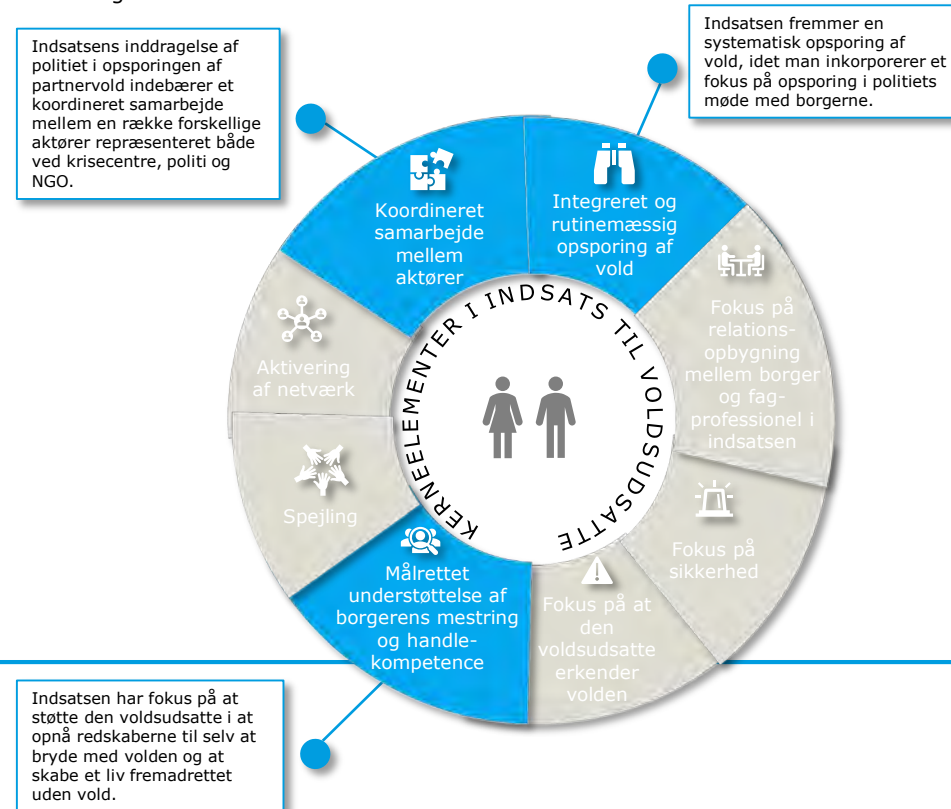 Indsatsens inddragelse af
politiet i opsporingen af
partnervold indebærer et
koordineret samarbejde
mellem en række forskellige
aktører repræsenteret både
ved krisecentre, politi og
NGO.
Indsatsen fremmer en
systematisk opsporing af
vold, idet man inkorporerer et
fokus på opsporing i politiets
møde med borgerne.
Koordineret
samarbejde
mellem
aktører
Integreret og
rutinemæssig
opsporing af
vold
Fokus på
relations-
opbygning
mellem borger
og fag-
professionel i
indsatsen
Fokus på
sikkerhed
Fokus på at
den
voldsudsatte
erkender
volden
Målrettet
understøttelse af
borgerens mestring
og handle-
kompetence
Spejling
Aktivering
af netværk
KERNEELEMENTER I INDSATS TIL VOLDSUDSATTE
Indsatsen har fokus på at
støtte den voldsudsatte i at
opnå redskaberne til selv at
bryde med volden og at
skabe et liv fremadrettet
uden vold.